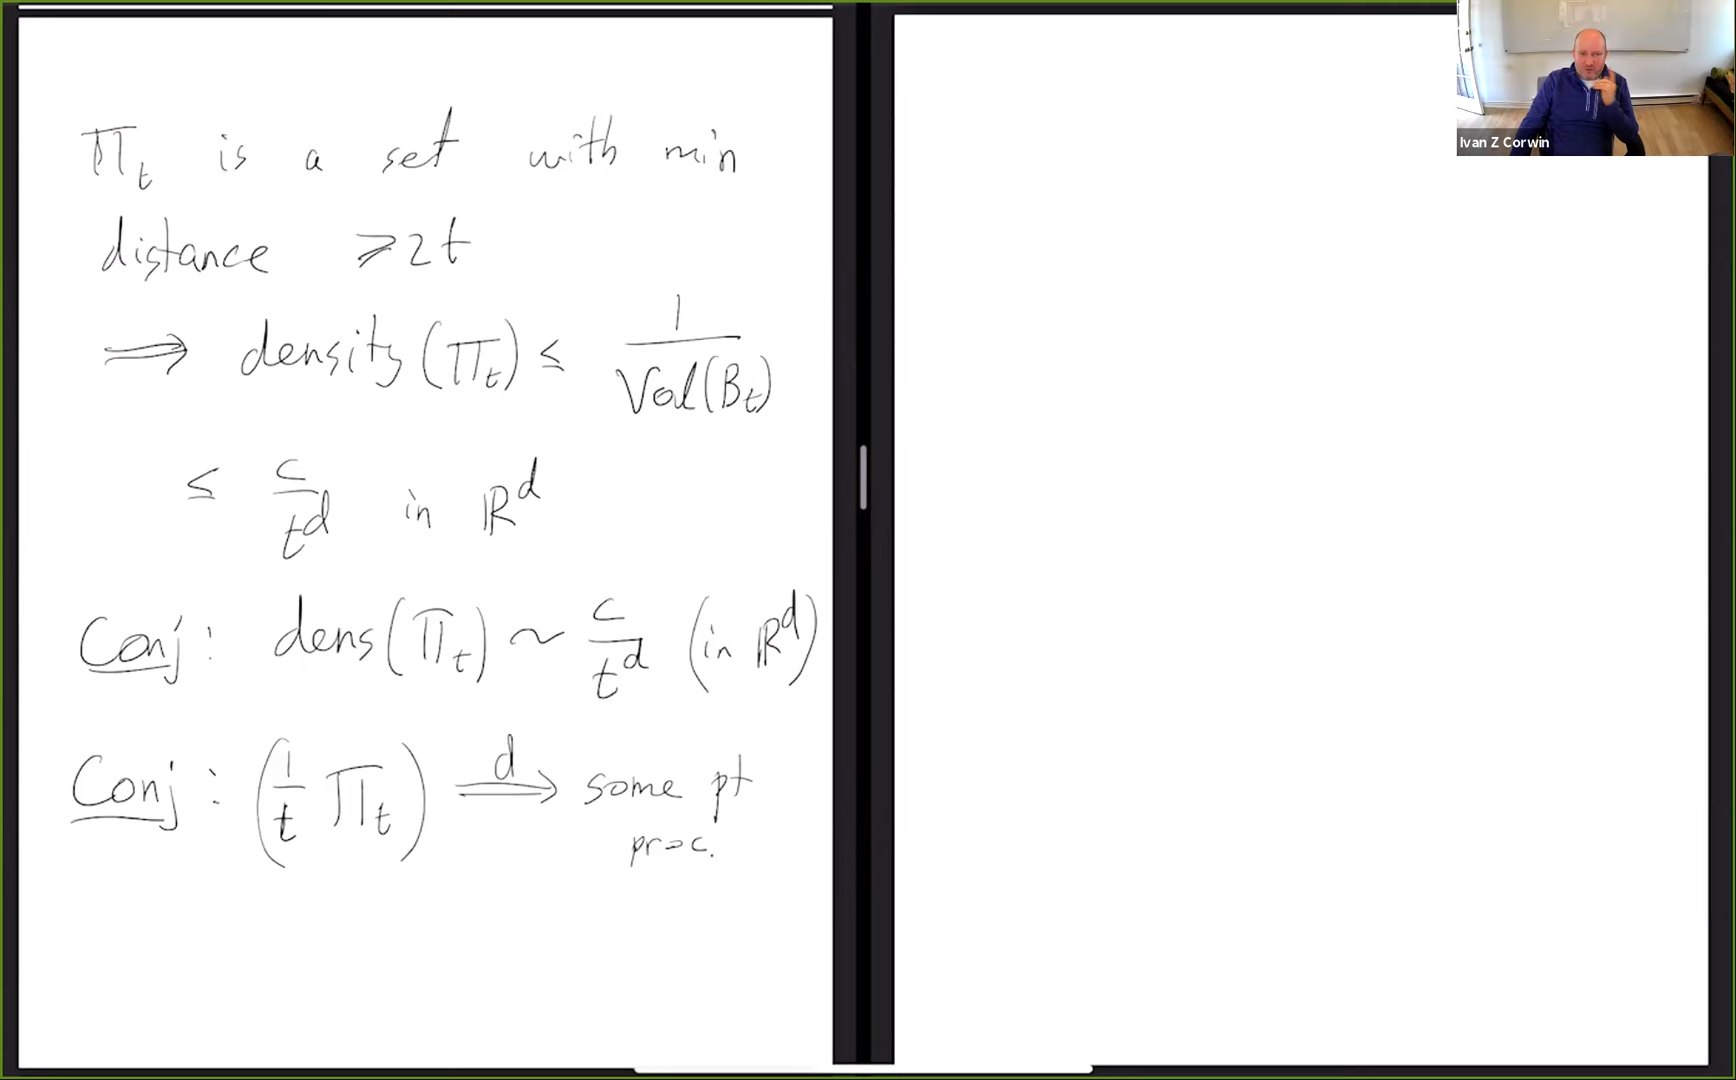 Π_t is a set with min
distance ⩾ 2t
⟹ density(Π_t) ≤ 1/Vol(B_t)
≤ c/t^d in ℝ^d
Conj: dens(Π_t) ~ c/t^d (in ℝ^d)
Conj: (1/t Π_t) ⟹^d some pt
proc.
Ivan Z Corwin